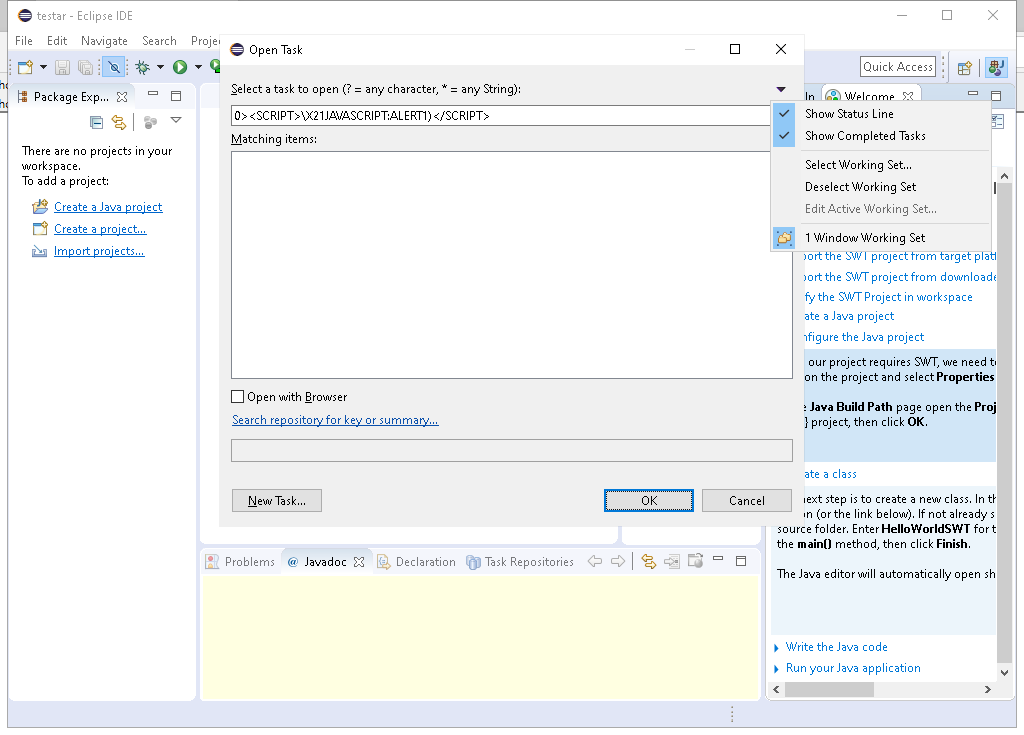 testar - Eclipse IDE
File Edit Navigate Search Proje
Open Task
Quick Access
Package Exp...
Select a task to open (? = any character, * = any String):
0><SCRIPT>\X21JAVASCRIPT:ALERT1)</SCRIPT>
Matching items:
Welcome
Show Status Line
Show Completed Tasks
Select Working Set...
Deselect Working Set
Edit Active Working Set...
1 Window Working Set
There are no projects in your
workspace.
To add a project:
Create a Java project
Create a project...
Import projects...
port the SWT project from target platf
port the SWT project from downloade
fy the SWT Project in workspace
ate a Java project
nfigure the Java project
our project requires SWT, we need to
on the project and select Properties
e Java Build Path page open the Proj
} project, then click OK.
Open with Browser
Search repository for key or summary...
ate a class
New Task...
OK
Cancel
next step is to create a new class. In th
on (or the link below). If not already s
source folder. Enter HelloWorldSWT for t
the main() method, then click Finish.
The Java editor will automatically open sh
Problems @ Javadoc Declaration Task Repositories
Write the Java code
Run your Java application